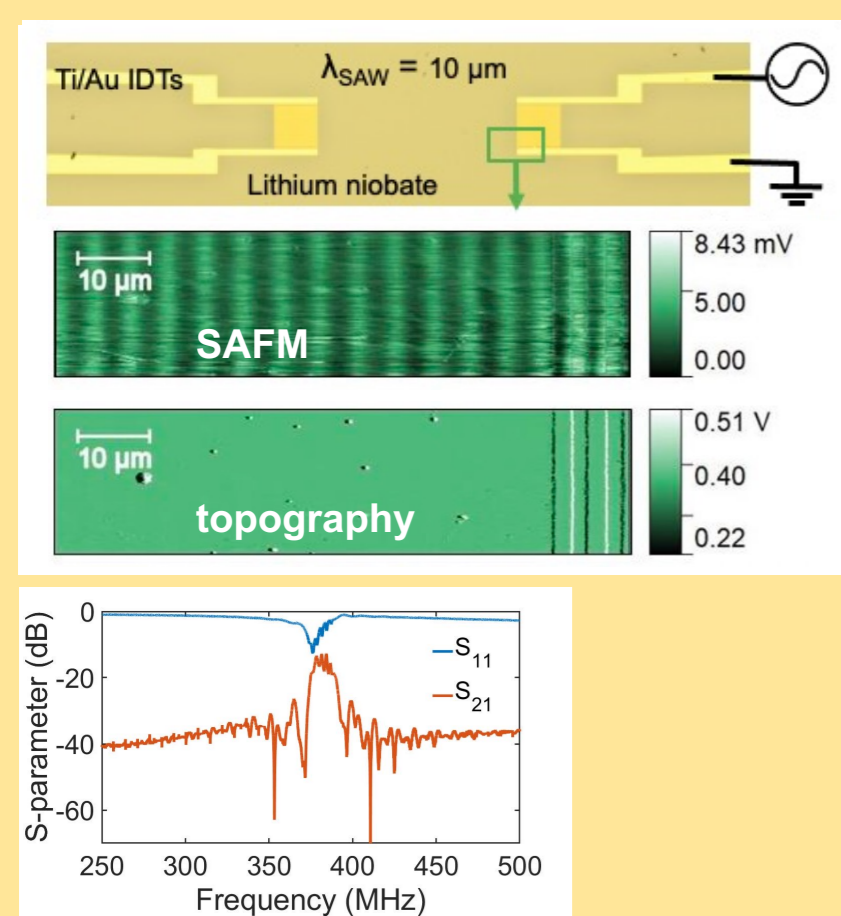 Ti/Au IDTs
λSAW = 10 μm
Lithium niobate
10 μm
SAFM
8.43 mV
5.00
0.00
10 μm
topography
0.51 V
0.40
0.22
S-parameter (dB)
0
-20
-40
-60
S11
S21
250 300 350 400 450 500
Frequency (MHz)